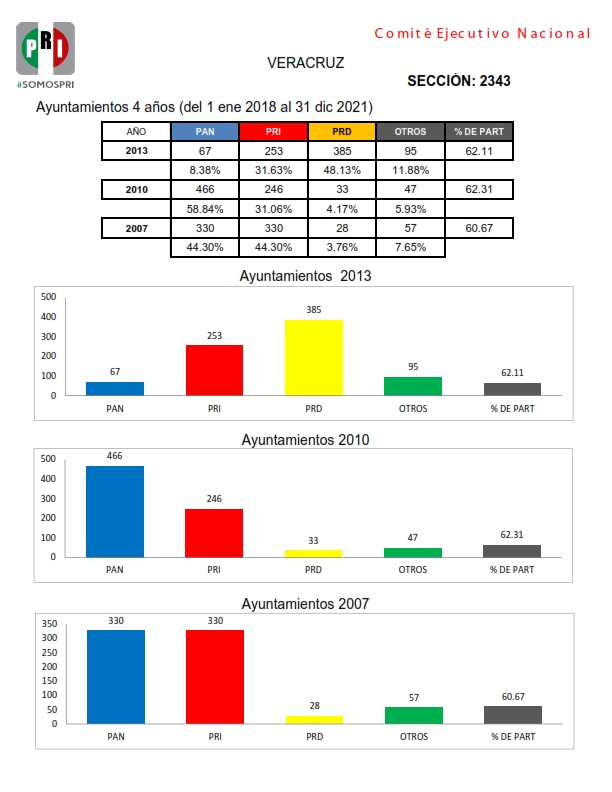 Comité Ejecutivo Nacional
PRI
#SOMOSPRI
VERACRUZ
SECCIÓN: 2343
Ayuntamientos 4 años (del 1 ene 2018 al 31 dic 2021)
AÑO PAN PRI PRD OTROS % DE PART
2013 67 253 385 95 62.11
8.38% 31.63% 48.13% 11.88%
2010 466 246 33 47 62.31
58.84% 31.06% 4.17% 5.93%
2007 330 330 28 57 60.67
44.30% 44.30% 3.76% 7.65%
Ayuntamientos 2013
500
400
300
200
100
0
67 253 385 95 62.11
PAN PRI PRD OTROS % DE PART
Ayuntamientos 2010
500
400
300
200
100
0
466 246 33 47 62.31
PAN PRI PRD OTROS % DE PART
Ayuntamientos 2007
350
300
250
200
150
100
50
0
330 330 28 57 60.67
PAN PRI PRD OTROS % DE PART